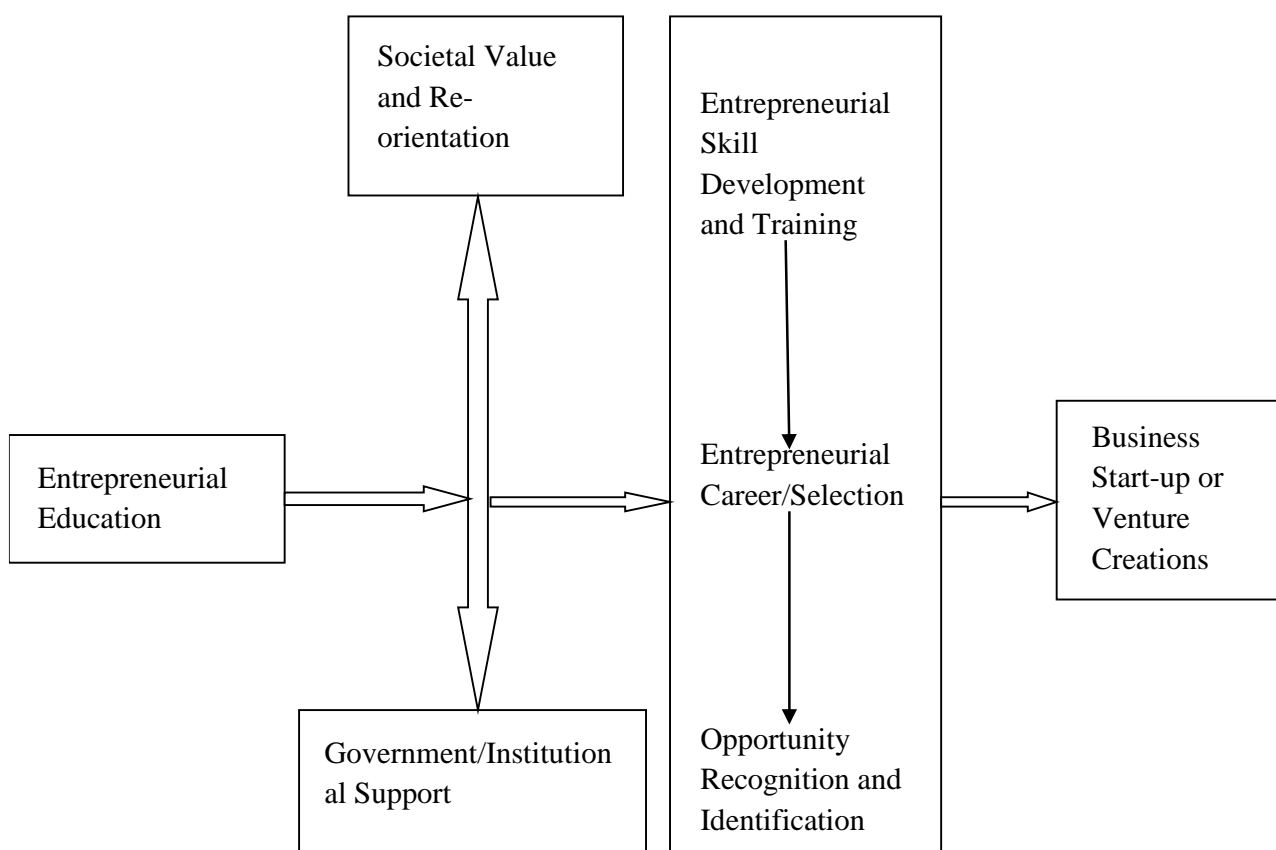 Societal Value
and Re-
orientation
Entrepreneurial
Skill
Development
and Training
Entrepreneurial
Education
Entrepreneurial
Career/Selection
Business
Start-up or
Venture
Creations
Government/Institution
al Support
Opportunity
Recognition and
Identification